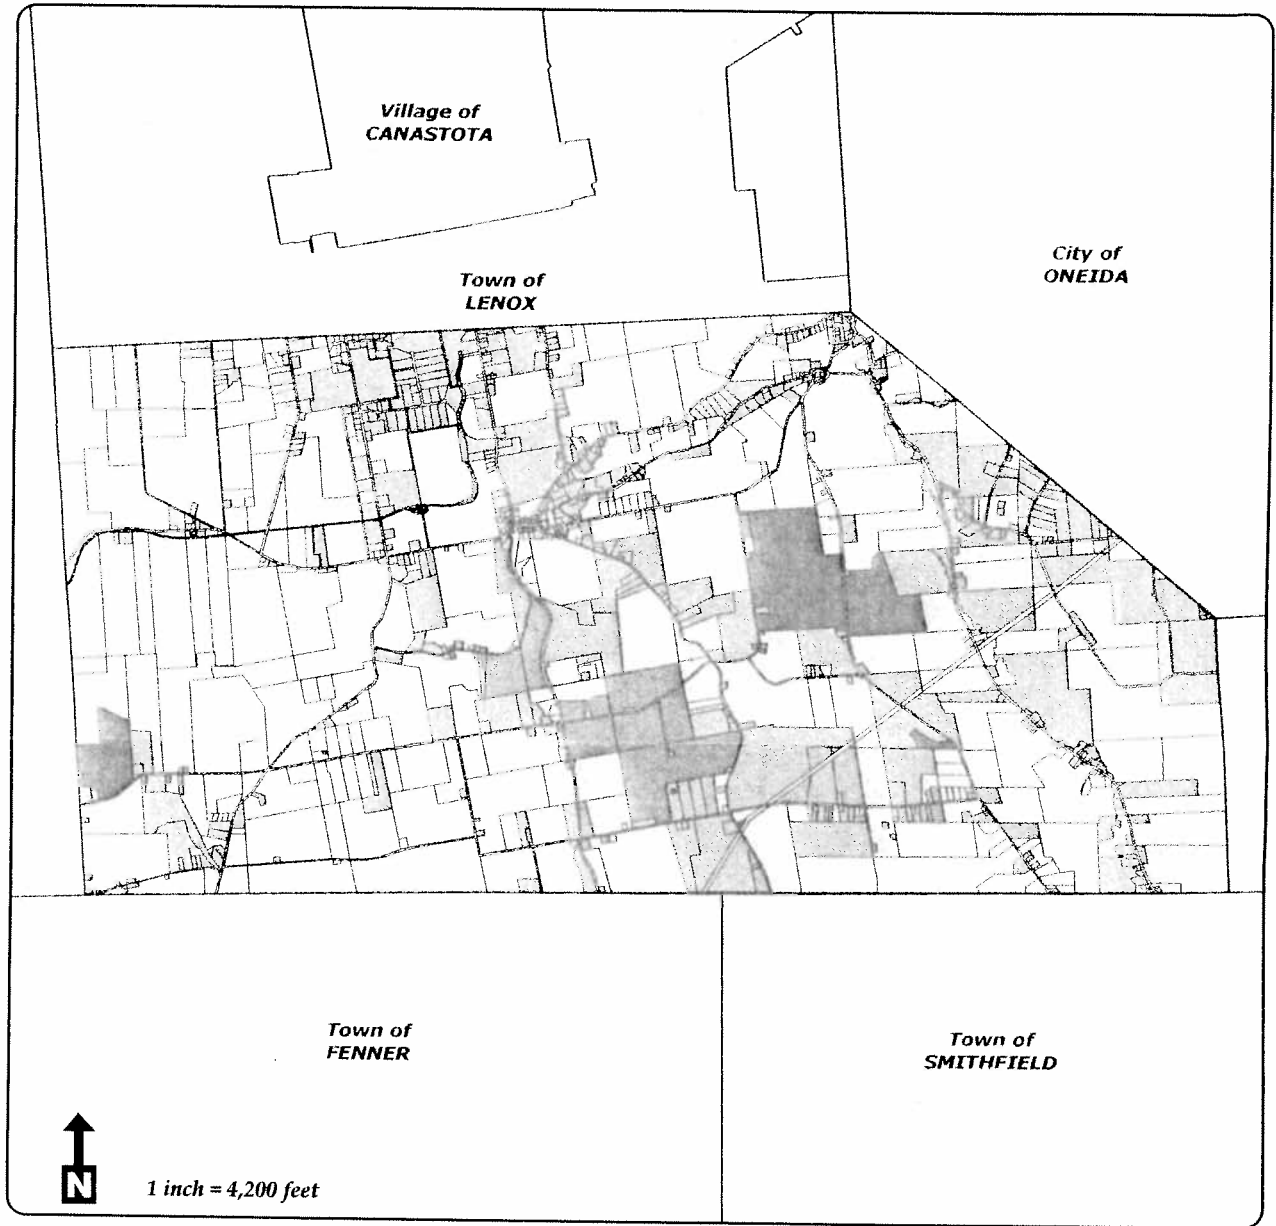 Village of
CANASTOTA
City of
ONEIDA
Town of
LENOX
Town of
FENNER
Town of
SMITHFIELD
N
1 inch = 4,200 feet